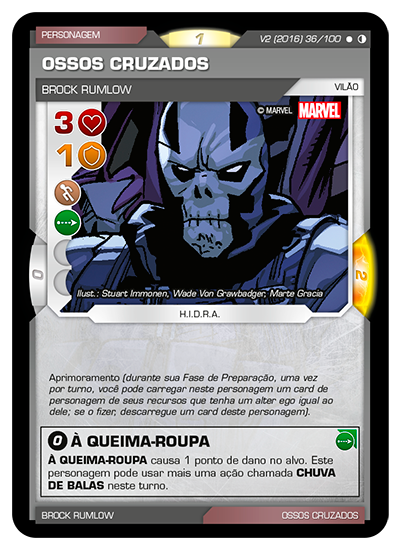 PERSONAGEM
1
V2 (2016) 36/100
OSSOS CRUZADOS
BROCK RUMLOW
VILÃO
3
© MARVEL MARVEL
1
0
2
Ilust.: Stuart Immonen, Wade Von Grawbadger, Marte Gracia
H.I.D.R.A.
Aprimoramento (durante sua Fase de Preparação, uma vez
por turno, você pode carregar neste personagem um card de
personagem de seus recursos que tenha um alter ego igual ao
dele; se o fizer, descarregue um card deste personagem).
0 À QUEIMA-ROUPA
À QUEIMA-ROUPA causa 1 ponto de dano no alvo. Este
personagem pode usar mais uma ação chamada CHUVA
DE BALAS neste turno.
BROCK RUMLOW
OSSOS CRUZADOS